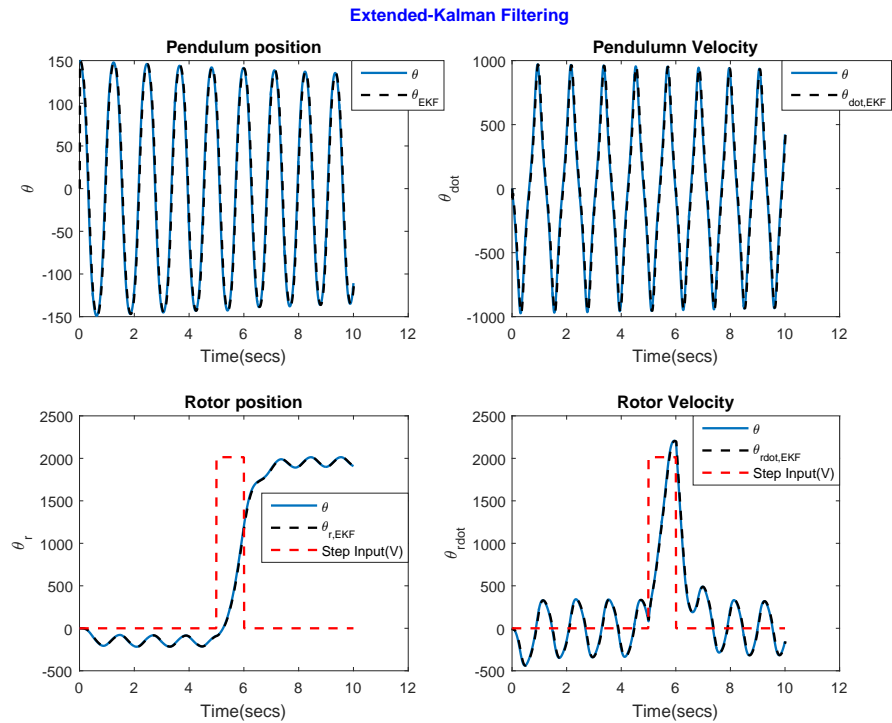 Extended-Kalman Filtering
Pendulum position
150
100
50
0
-50
-100
-150
0 2 4 6 8 10 12
θ
Time(secs)
θ
θEKF
Pendulumn Velocity
1000
500
0
-500
-1000
0 2 4 6 8 10 12
θdot
Time(secs)
θ
θdot,EKF
Rotor position
2500
2000
1500
1000
500
0
-500
0 2 4 6 8 10 12
θr
Time(secs)
θ
θr,EKF
Step Input(V)
Rotor Velocity
2500
2000
1500
1000
500
0
-500
0 2 4 6 8 10 12
θrdot
Time(secs)
θ
θrdot,EKF
Step Input(V)